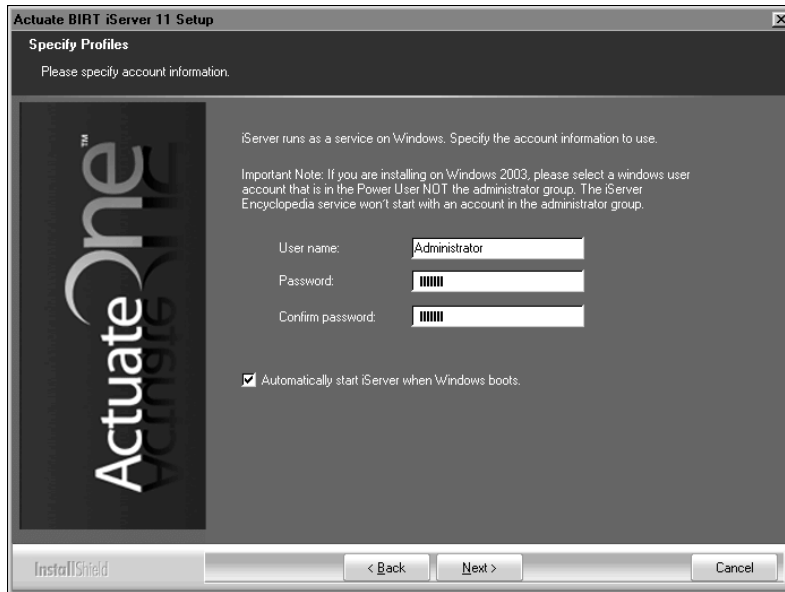 Actuate BIRT iServer 11 Setup
Specify Profiles
Please specify account information.
iServer runs as a service on Windows. Specify the account information to use.
Important Note: If you are installing on Windows 2003, please select a windows user
account that is in the Power User NOT the administrator group. The iServer
Encyclopedia service won't start with an account in the administrator group.
User name:
Administrator
Password:
Confirm password:
Automatically start iServer when Windows boots.
ActuateOne™
InstallShield
< Back
Next >
Cancel